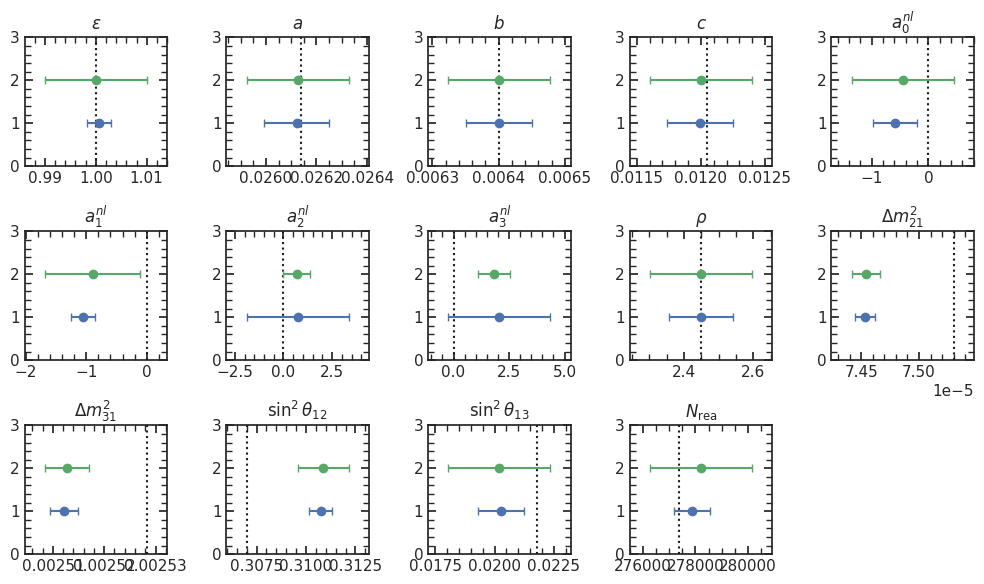 ε a b c a_0^{nl}
3 3 3 3 3
2 2 2 2 2
1 1 1 1 1
0 0 0 0 0
0.99 1.00 1.01 0.0260 0.0262 0.0264 0.0063 0.0064 0.0065 0.0115 0.0120 0.0125 −1 0
a_1^{nl} a_2^{nl} a_3^{nl} ρ Δm_{21}^2
3 3 3 3 3
2 2 2 2 2
1 1 1 1 1
0 0 0 0 0
−2 −1 0 −2.5 0.0 2.5 0.0 2.5 5.0 2.4 2.6 7.45 7.50
1e−5
Δm_{31}^2 sin² θ_{12} sin² θ_{13} N_{rea}
3 3 3 3
2 2 2 2
1 1 1 1
0 0 0 0
0.00251 0.00252 0.00253 0.3075 0.3100 0.3125 0.0175 0.0200 0.0225 276000 278000 280000